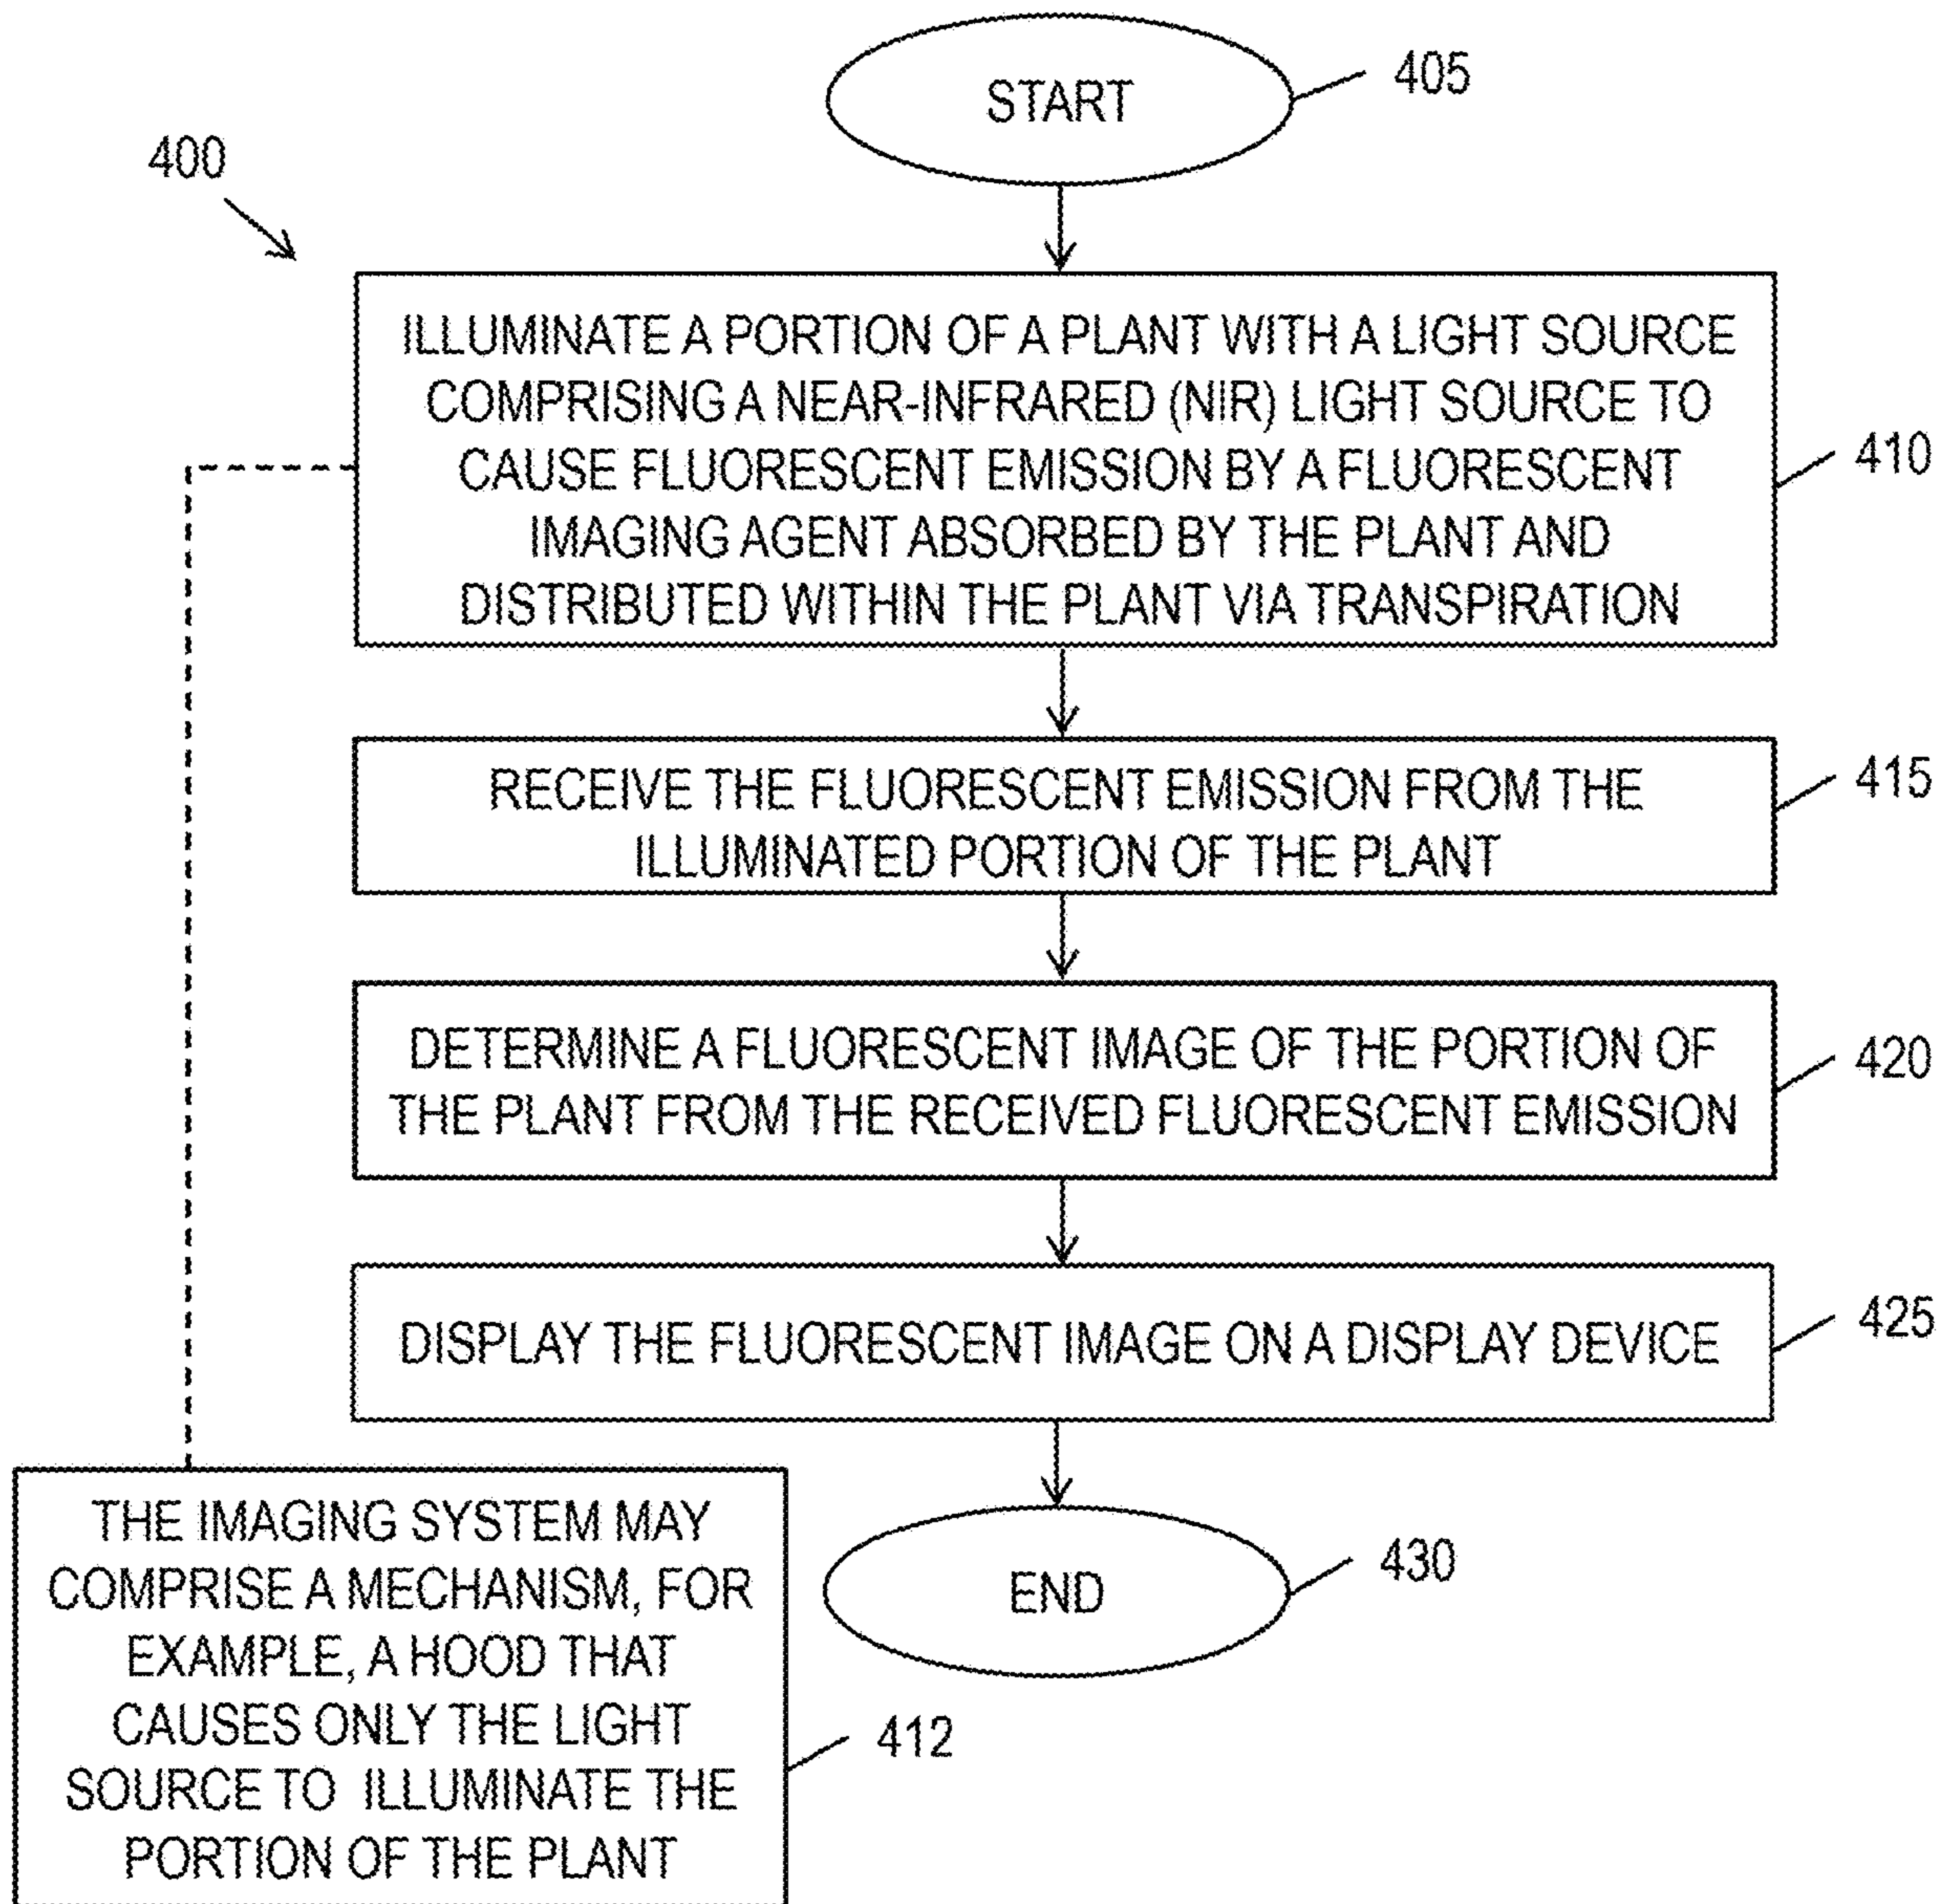 START
405
400
ILLUMINATE A PORTION OF A PLANT WITH A LIGHT SOURCE
COMPRISING A NEAR-INFRARED (NIR) LIGHT SOURCE TO
CAUSE FLUORESCENT EMISSION BY A FLUORESCENT
IMAGING AGENT ABSORBED BY THE PLANT AND
DISTRIBUTED WITHIN THE PLANT VIA TRANSPIRATION
410
RECEIVE THE FLUORESCENT EMISSION FROM THE
ILLUMINATED PORTION OF THE PLANT
415
DETERMINE A FLUORESCENT IMAGE OF THE PORTION OF
THE PLANT FROM THE RECEIVED FLUORESCENT EMISSION
420
DISPLAY THE FLUORESCENT IMAGE ON A DISPLAY DEVICE
425
THE IMAGING SYSTEM MAY
COMPRISE A MECHANISM, FOR
EXAMPLE, A HOOD THAT
CAUSES ONLY THE LIGHT
SOURCE TO ILLUMINATE THE
PORTION OF THE PLANT
412
END
430